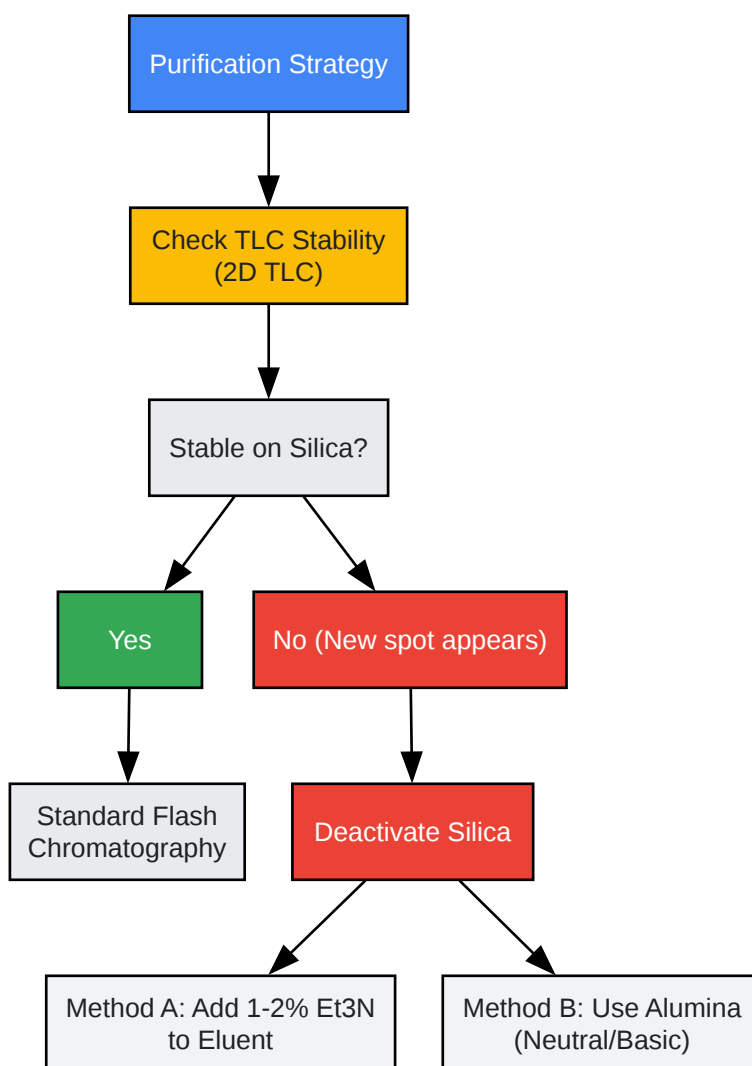 Purification Strategy
Check TLC Stability
(2D TLC)
Stable on Silica?
Yes
No (New spot appears)
Standard Flash
Chromatography
Deactivate Silica
Method A: Add 1-2% Et3N
to Eluent
Method B: Use Alumina
(Neutral/Basic)